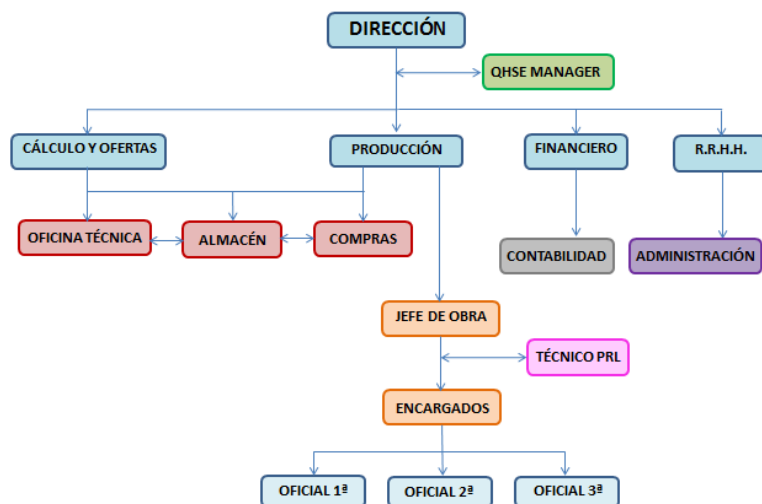 DIRECCIÓN
QHSE MANAGER
CÁLCULO Y OFERTAS
PRODUCCIÓN
FINANCIERO
R.R.H.H.
OFICINA TÉCNICA
ALMACÉN
COMPRAS
CONTABILIDAD
ADMINISTRACIÓN
JEFE DE OBRA
TÉCNICO PRL
ENCARGADOS
OFICIAL 1ª
OFICIAL 2ª
OFICIAL 3ª